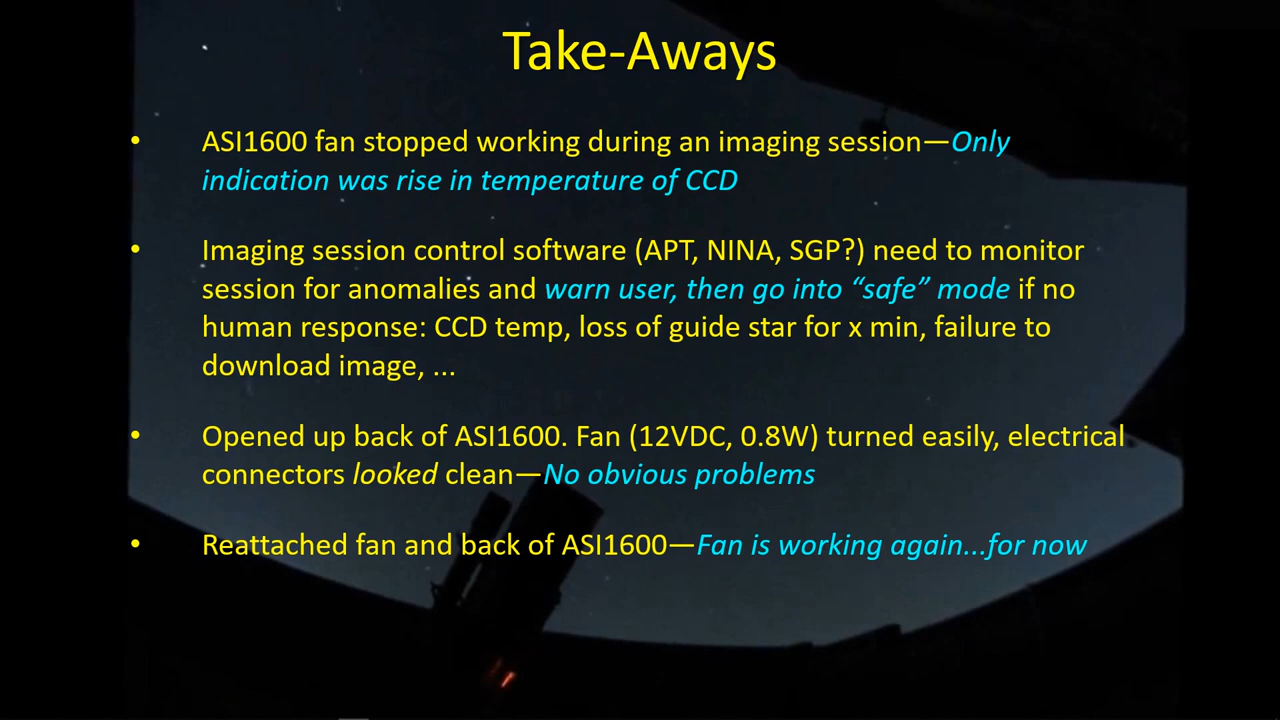 Take-Aways
• ASI1600 fan stopped working during an imaging session—Only
indication was rise in temperature of CCD
• Imaging session control software (APT, NINA, SGP?) need to monitor
session for anomalies and warn user, then go into “safe” mode if no
human response: CCD temp, loss of guide star for x min, failure to
download image, ...
• Opened up back of ASI1600. Fan (12VDC, 0.8W) turned easily, electrical
connectors looked clean—No obvious problems
• Reattached fan and back of ASI1600—Fan is working again...for now